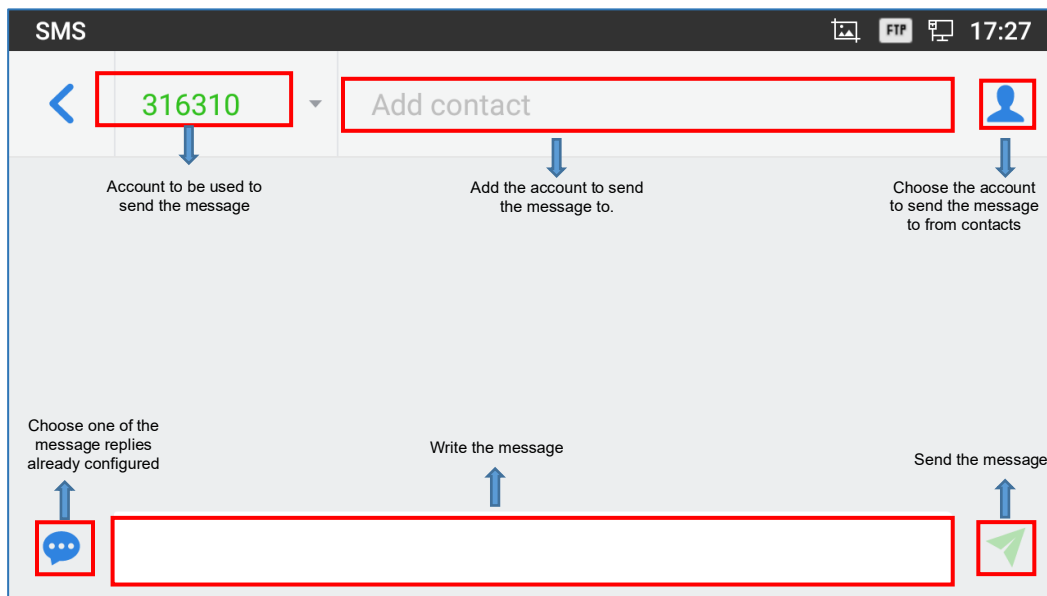 SMS
FTP
17:27
316310
Add contact
Account to be used to
send the message
Add the account to send
the message to.
Choose the account
to send the message
to from contacts
Choose one of the
message replies
already configured
Write the message
Send the message